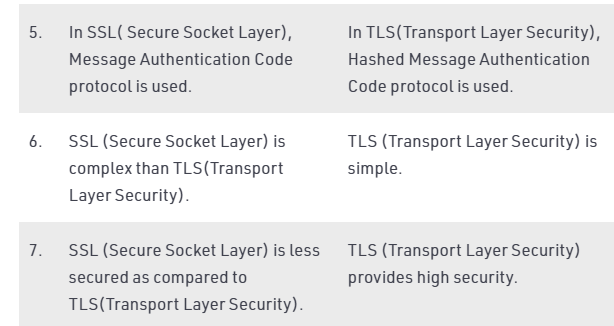 5.
In SSL( Secure Socket Layer),
Message Authentication Code
protocol is used.
In TLS(Transport Layer Security),
Hashed Message Authentication
Code protocol is used.
6.
SSL (Secure Socket Layer) is
complex than TLS(Transport
Layer Security).
TLS (Transport Layer Security) is
simple.
7.
SSL (Secure Socket Layer) is less
secured as compared to
TLS(Transport Layer Security).
TLS (Transport Layer Security)
provides high security.